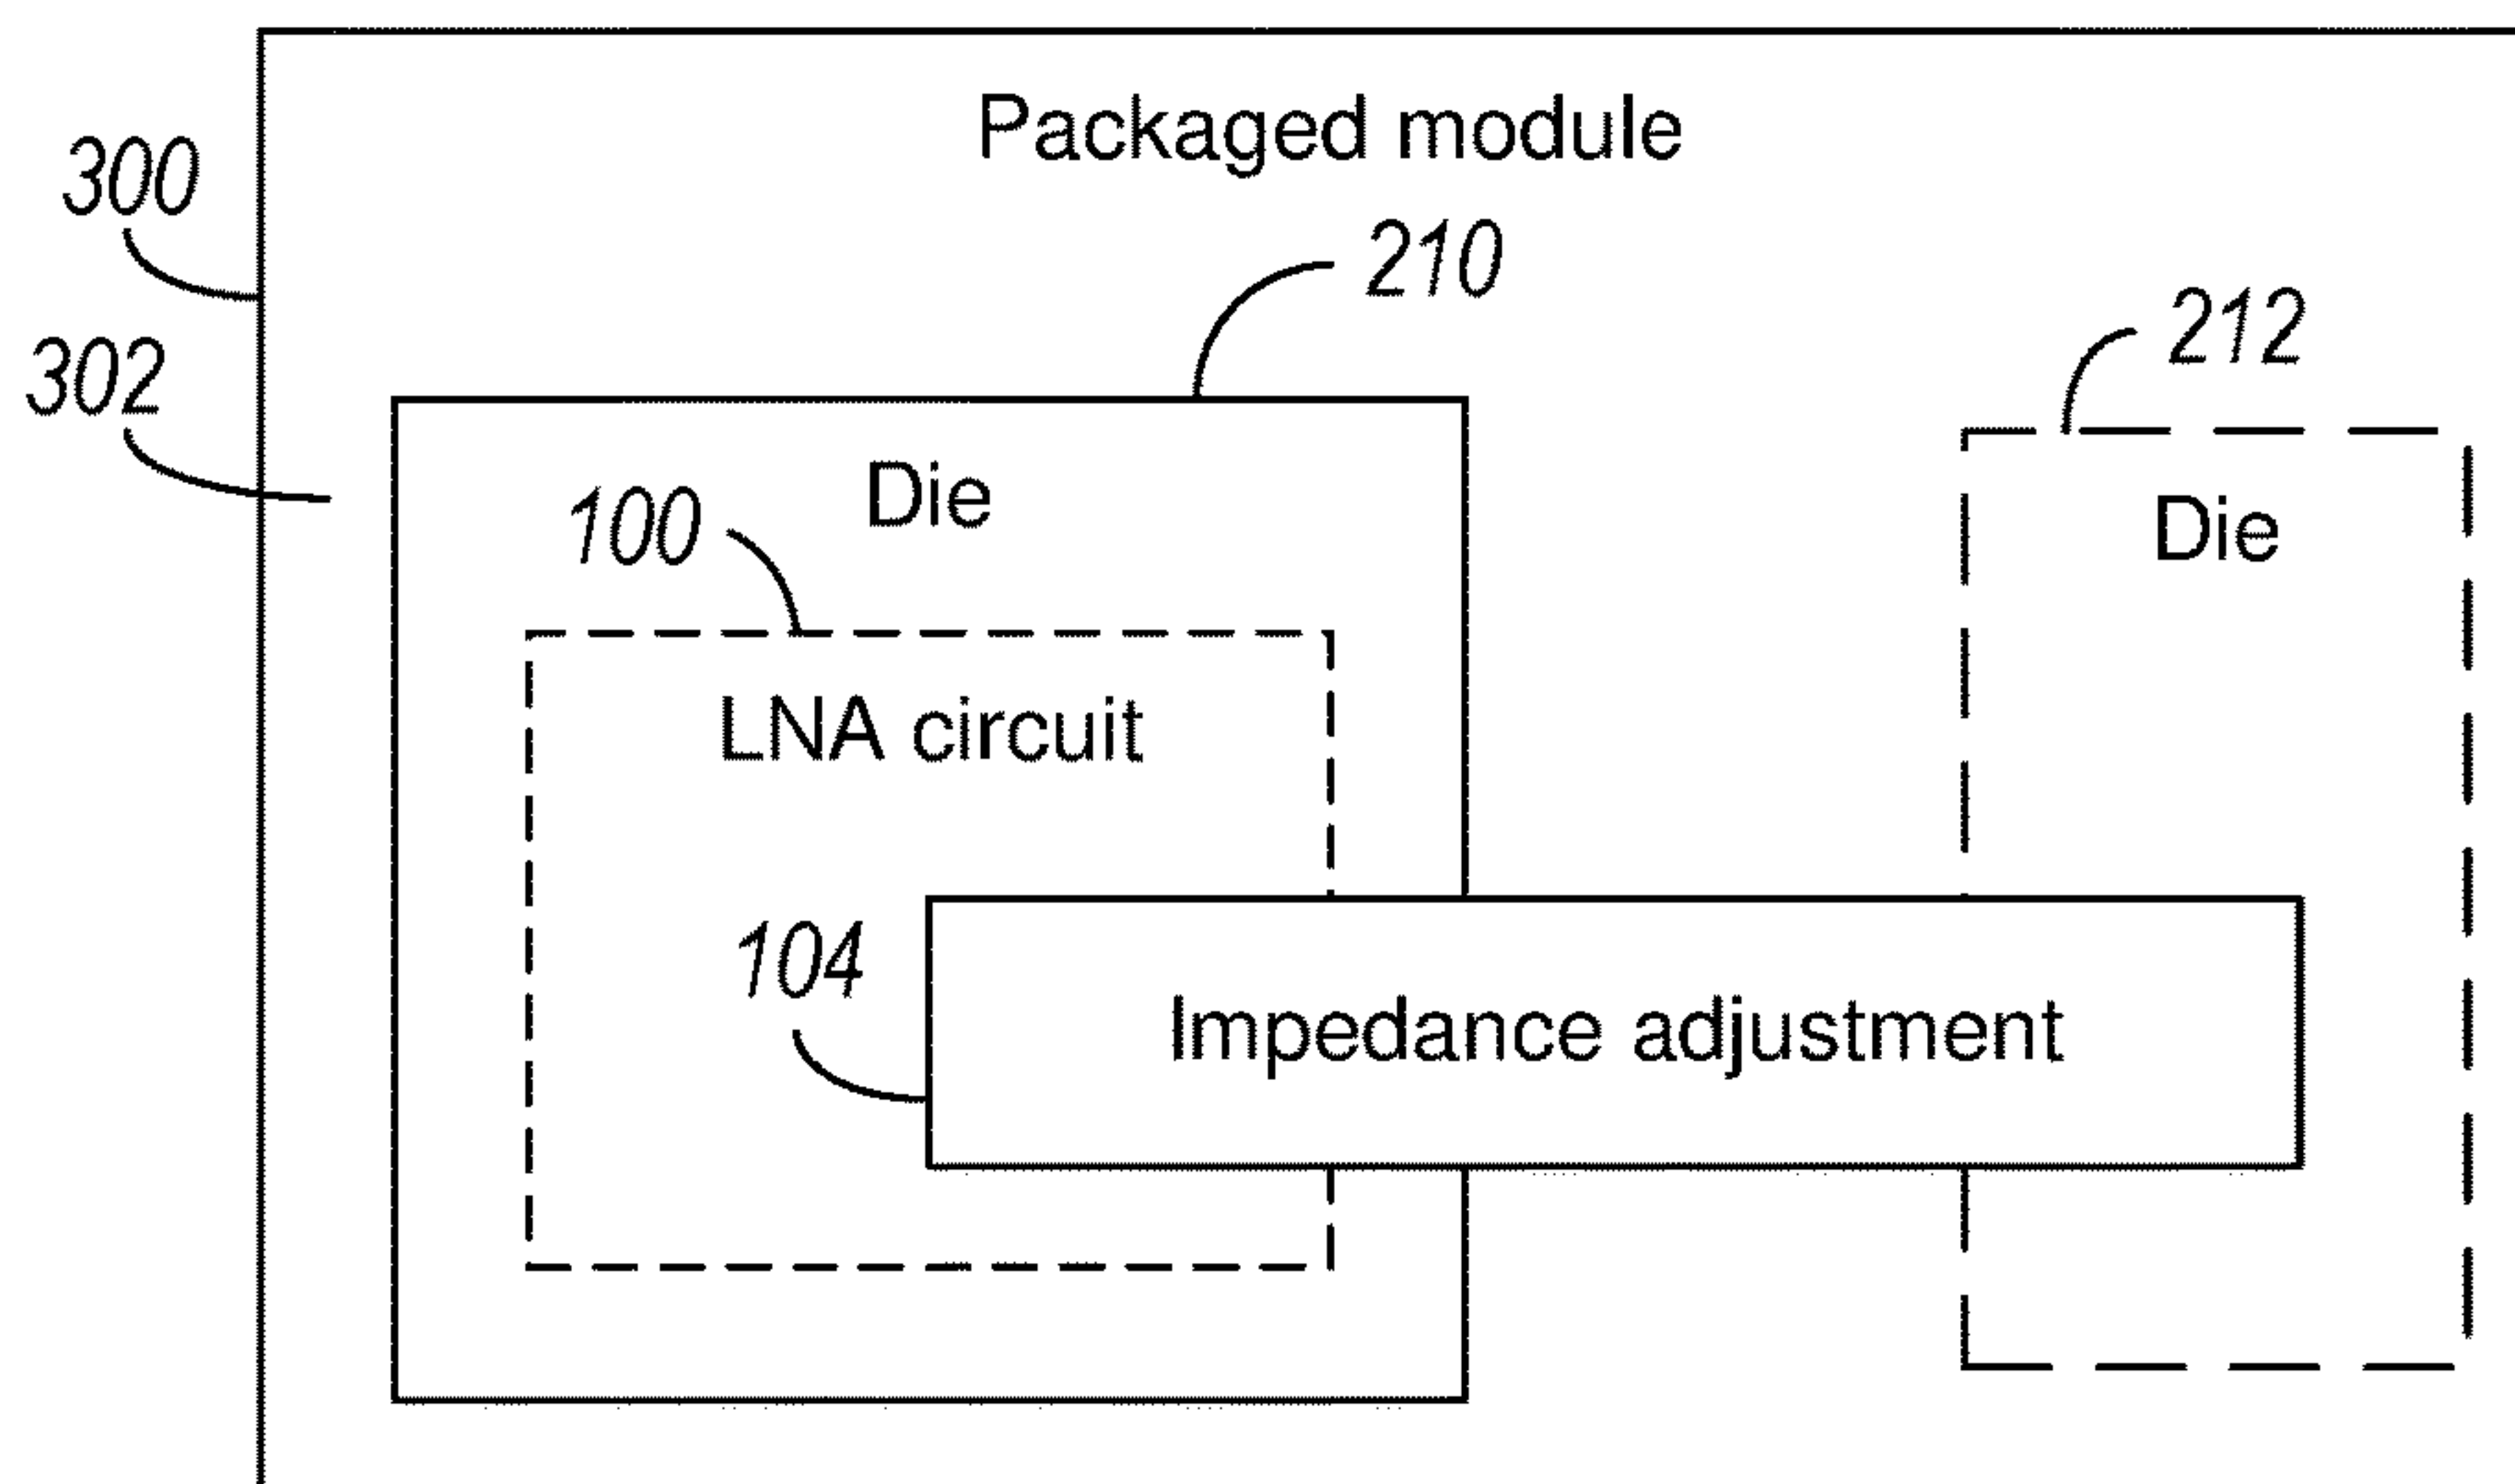 Packaged module
300
210
212
302
Die
Die
100
LNA circuit
104
Impedance adjustment